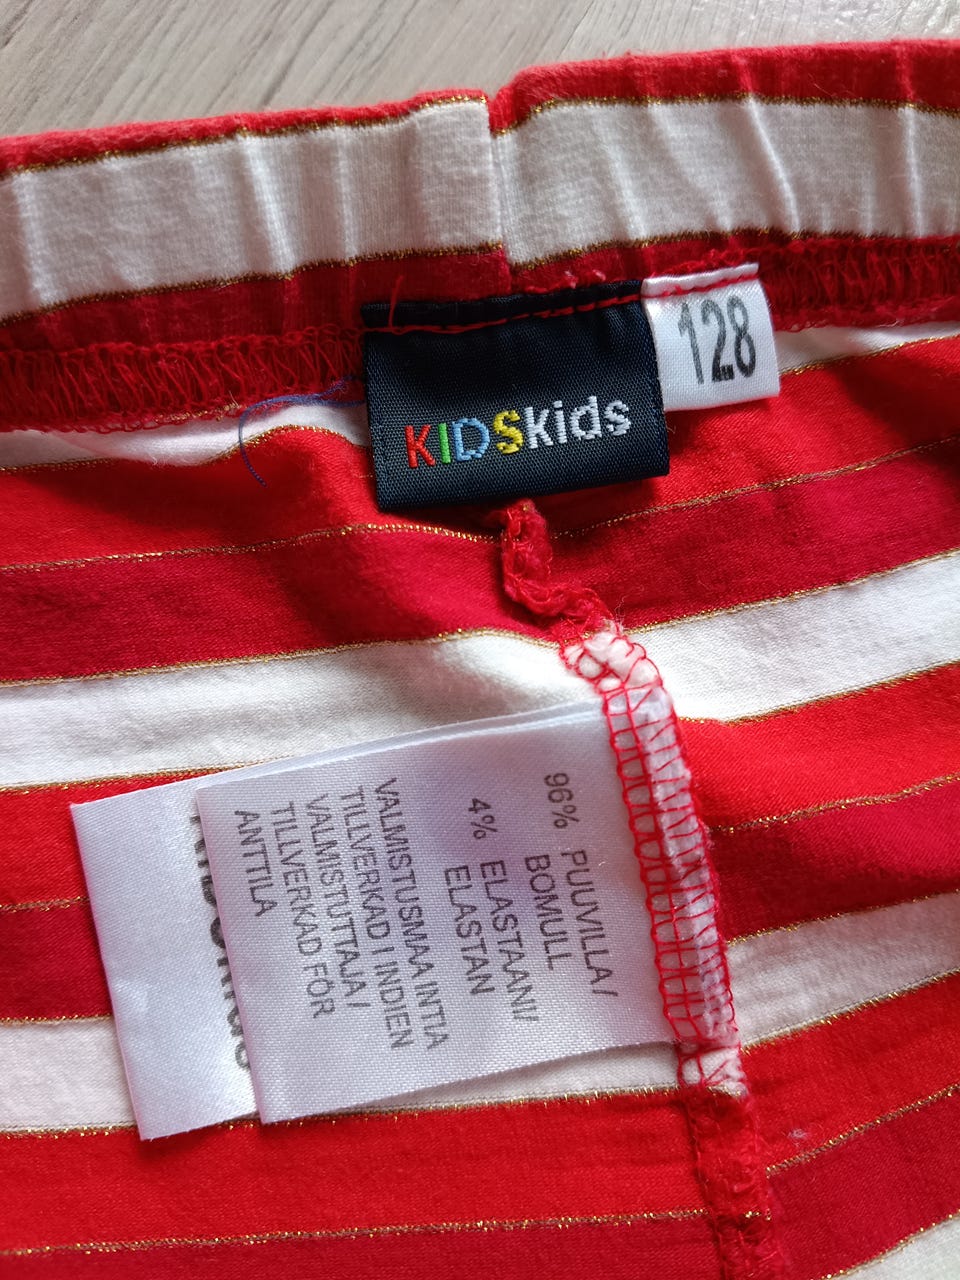 KIDSkids
128
96% PUUVILLA/
BOMULL
4% ELASTAANI/
ELASTAN
VALMISTUSMAA INTIA
TILLVERKAD I INDIEN
VALMISTUTTAJA/
TILLVERKAD FÖR
ANTTILA